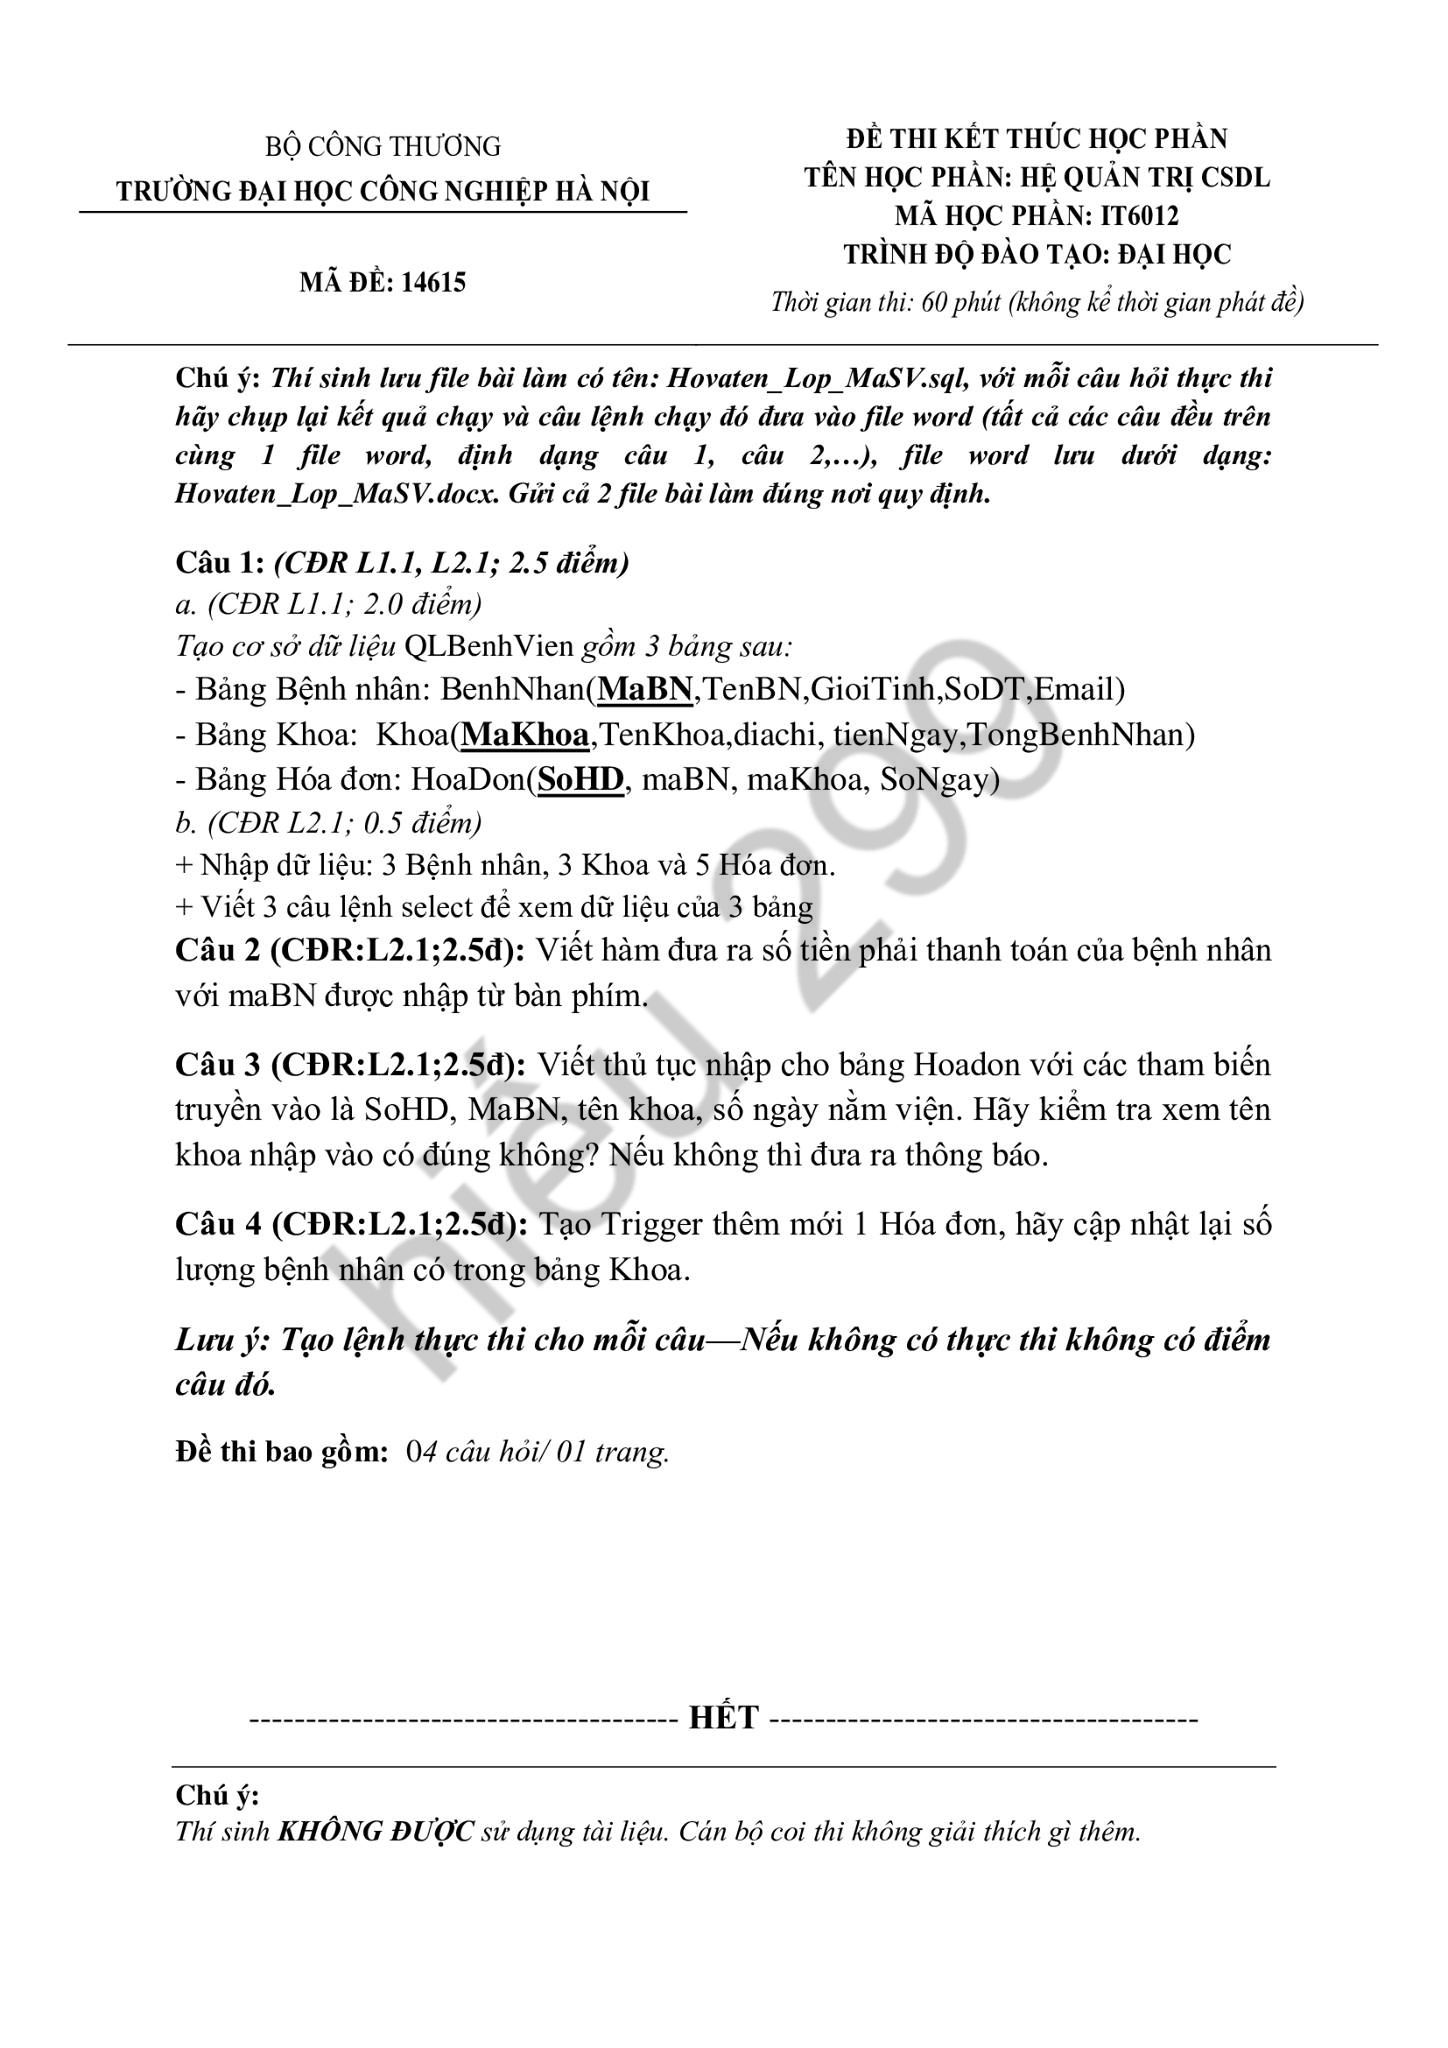 BỘ CÔNG THƯƠNG
TRƯỜNG ĐẠI HỌC CÔNG NGHIỆP HÀ NỘI
MÃ ĐỀ: 14615
ĐỀ THI KẾT THÚC HỌC PHẦN
TÊN HỌC PHẦN: HỆ QUẢN TRỊ CSDL
MÃ HỌC PHẦN: IT6012
TRÌNH ĐỘ ĐÀO TẠO: ĐẠI HỌC
Thời gian thi: 60 phút (không kể thời gian phát đề)
Chú ý: Thí sinh lưu file bài làm có tên: Hovaten_Lop_MaSV.sql, với mỗi câu hỏi thực thi
hãy chụp lại kết quả chạy và câu lệnh chạy đó đưa vào file word (tất cả các câu đều trên
cùng 1 file word, định dạng câu 1, câu 2,…), file word lưu dưới dạng:
Hovaten_Lop_MaSV.docx. Gửi cả 2 file bài làm đúng nơi quy định.
Câu 1: (CĐR L1.1, L2.1; 2.5 điểm)
a. (CĐR L1.1; 2.0 điểm)
Tạo cơ sở dữ liệu QLBenhVien gồm 3 bảng sau:
- Bảng Bệnh nhân: BenhNhan(MaBN,TenBN,GioiTinh,SoDT,Email)
- Bảng Khoa: Khoa(MaKhoa,TenKhoa,diachi, tienNgay,TongBenhNhan)
- Bảng Hóa đơn: HoaDon(SoHD, maBN, maKhoa, SoNgay)
b. (CĐR L2.1; 0.5 điểm)
+ Nhập dữ liệu: 3 Bệnh nhân, 3 Khoa và 5 Hóa đơn.
+ Viết 3 câu lệnh select để xem dữ liệu của 3 bảng
Câu 2 (CĐR:L2.1;2.5đ): Viết hàm đưa ra số tiền phải thanh toán của bệnh nhân
với maBN được nhập từ bàn phím.
Câu 3 (CĐR:L2.1;2.5đ): Viết thủ tục nhập cho bảng Hoadon với các tham biến
truyền vào là SoHD, MaBN, tên khoa, số ngày nằm viện. Hãy kiểm tra xem tên
khoa nhập vào có đúng không? Nếu không thì đưa ra thông báo.
Câu 4 (CĐR:L2.1;2.5đ): Tạo Trigger thêm mới 1 Hóa đơn, hãy cập nhật lại số
lượng bệnh nhân có trong bảng Khoa.
Lưu ý: Tạo lệnh thực thi cho mỗi câu—Nếu không có thực thi không có điểm
câu đó.
Đề thi bao gồm: 04 câu hỏi/ 01 trang.
-------------------------------------- HẾT --------------------------------------
Chú ý:
Thí sinh KHÔNG ĐƯỢC sử dụng tài liệu. Cán bộ coi thi không giải thích gì thêm.
hiếu 299